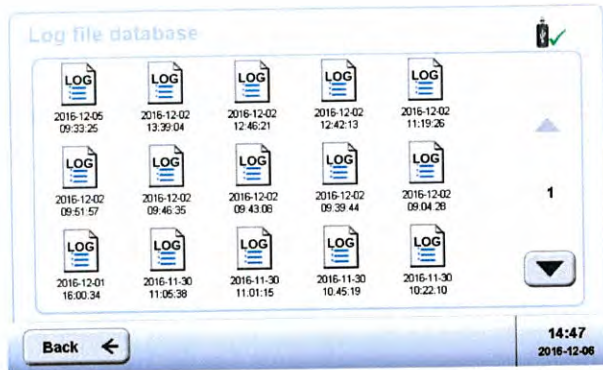 Log file database
LOG LOG LOG LOG LOG
2016-12-05 2016-12-02 2016-12-02 2016-12-02 2016-12-02
09:33:25 13:39:04 12:46:21 12:42:13 11:19:26
LOG LOG LOG LOG LOG
2016-12-02 2016-12-02 2016-12-02 2016-12-02 2016-12-02
09:51:57 09:46:35 09:43:08 09:39:44 09:04:28
1
LOG LOG LOG LOG LOG
2016-12-01 2016-11-30 2016-11-30 2016-11-30 2016-11-30
16:00:34 11:05:38 11:01:15 10:45:19 10:22:10
Back
14:47
2016-12-06